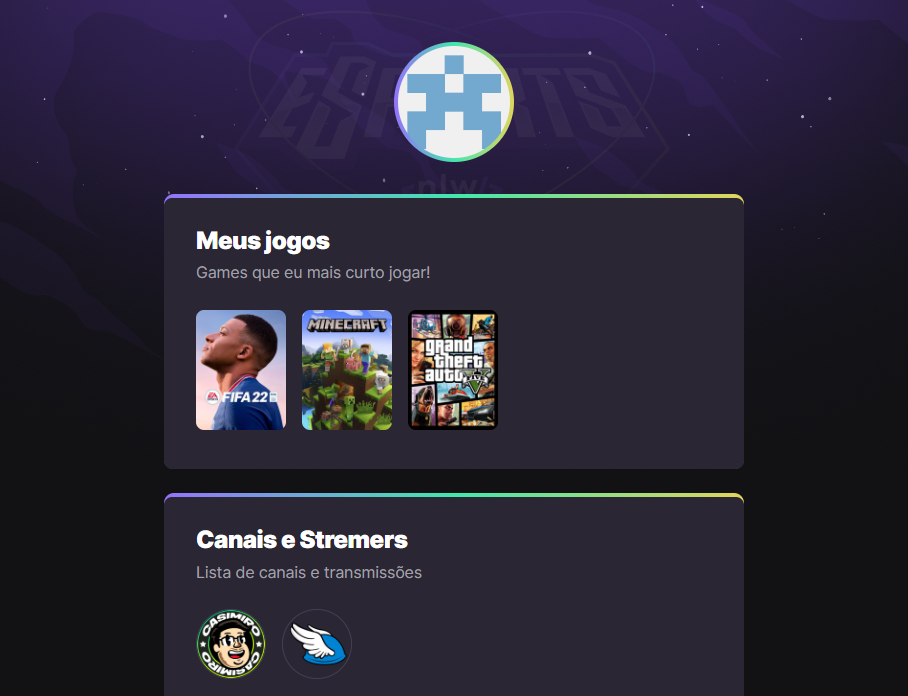 ESPORTS
<nlw/>
Meus jogos
Games que eu mais curto jogar!
FIFA 22
MINECRAFT
grand
theft
auto
V
Canais e Stremers
Lista de canais e transmissões
CASIMIRO
CASIMIRO